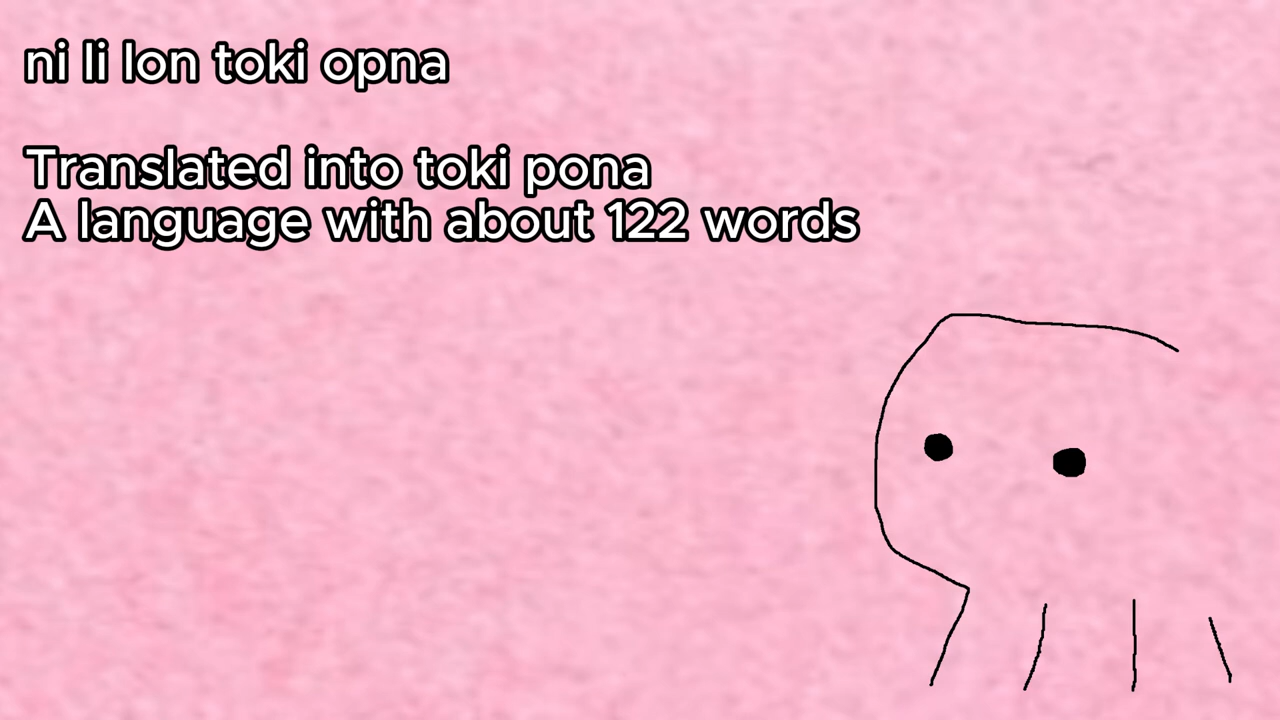 ni li lon toki opna
Translated into toki pona
A language with about 122 words